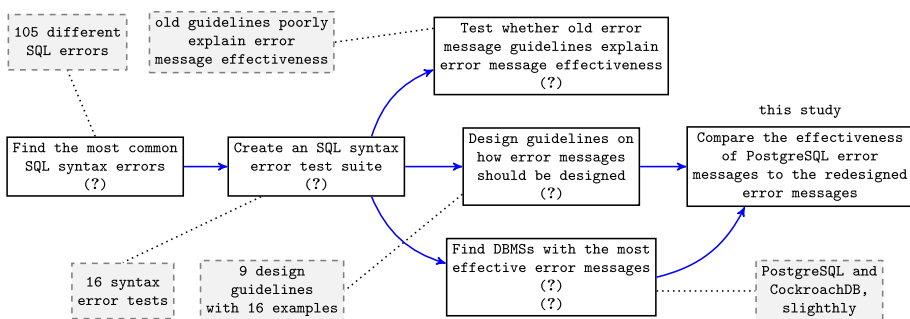 105 different
SQL errors
old guidelines poorly
explain error
message effectiveness
Test whether old error
message guidelines explain
error message effectiveness
(?)
this study
Find the most common
SQL syntax errors
(?)
Create an SQL syntax
error test suite
(?)
Design guidelines on
how error messages
should be designed
(?)
Compare the effectiveness
of PostgreSQL error
messages to the redesigned
error messages
16 syntax
error tests
9 design
guidelines
with 16 examples
Find DBMSs with the most
effective error messages
(?)
(?)
PostgreSQL and
CockroachDB,
slighthly